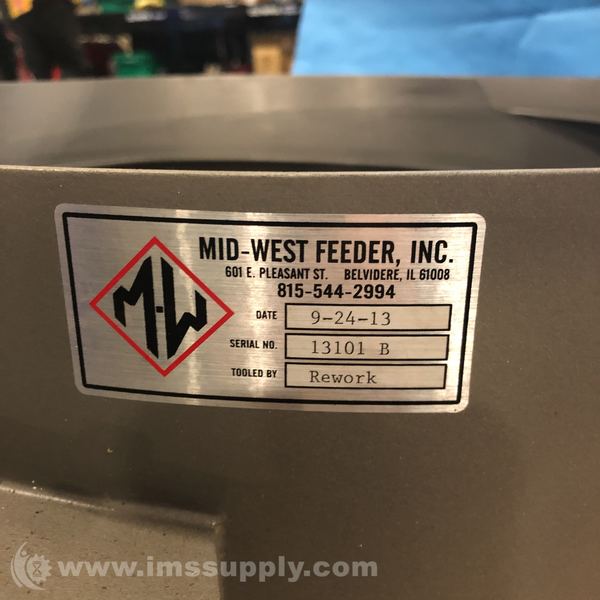 M-W
MID-WEST FEEDER, INC.
601 E. PLEASANT ST. BELVIDERE, IL 61008
815-544-2994
DATE 9-24-13
SERIAL NO. 13101 B
TOOLED BY Rework
www.imssupply.com